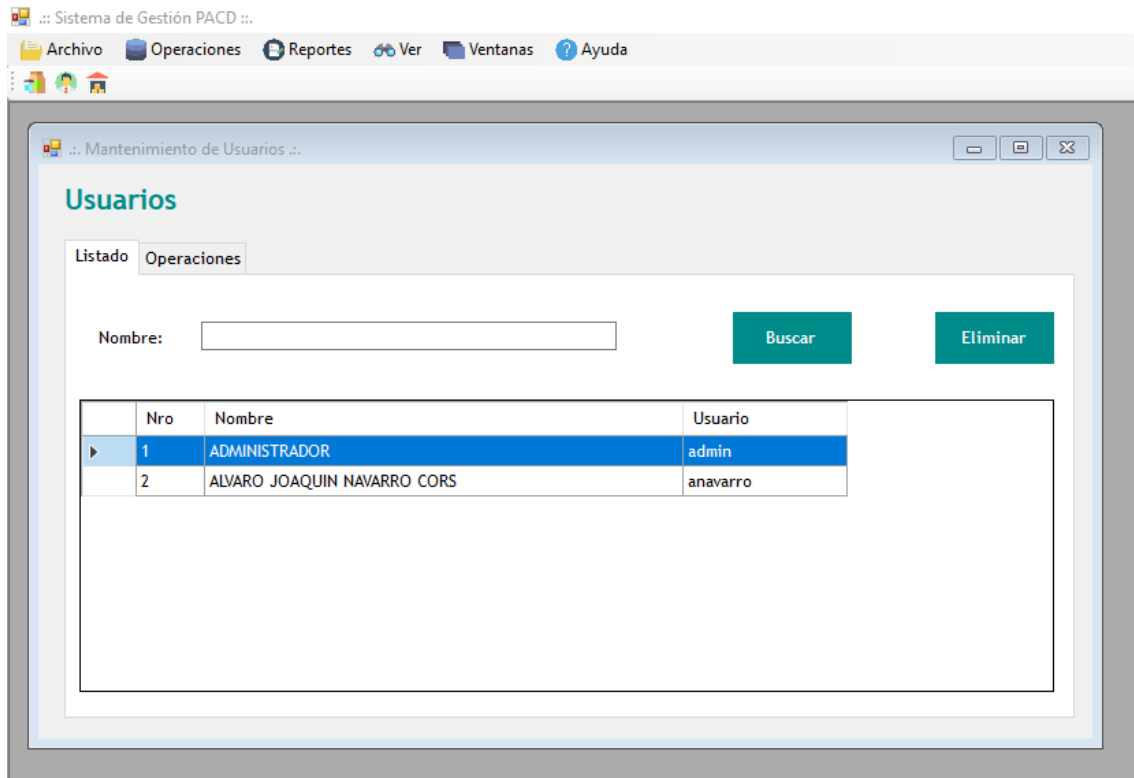 .:: Sistema de Gestión PACD ::.
Archivo Operaciones Reportes Ver Ventanas ? Ayuda
.:. Mantenimiento de Usuarios .:.
Usuarios
Listado Operaciones
Nombre: Buscar Eliminar
Nro Nombre Usuario
1 ADMINISTRADOR admin
2 ALVARO JOAQUIN NAVARRO CORS anavarro